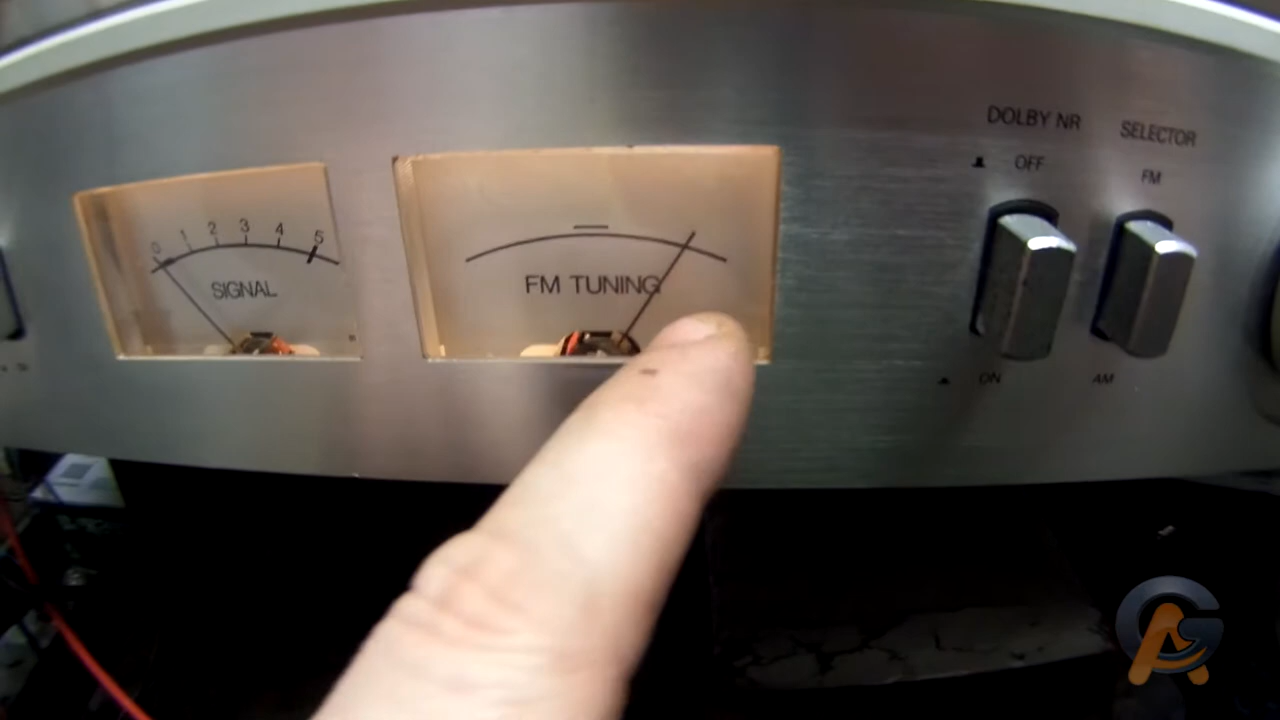 0 1 2 3 4 5
SIGNAL
FM TUNING
DOLBY NR
OFF
ON
SELECTOR
FM
AM